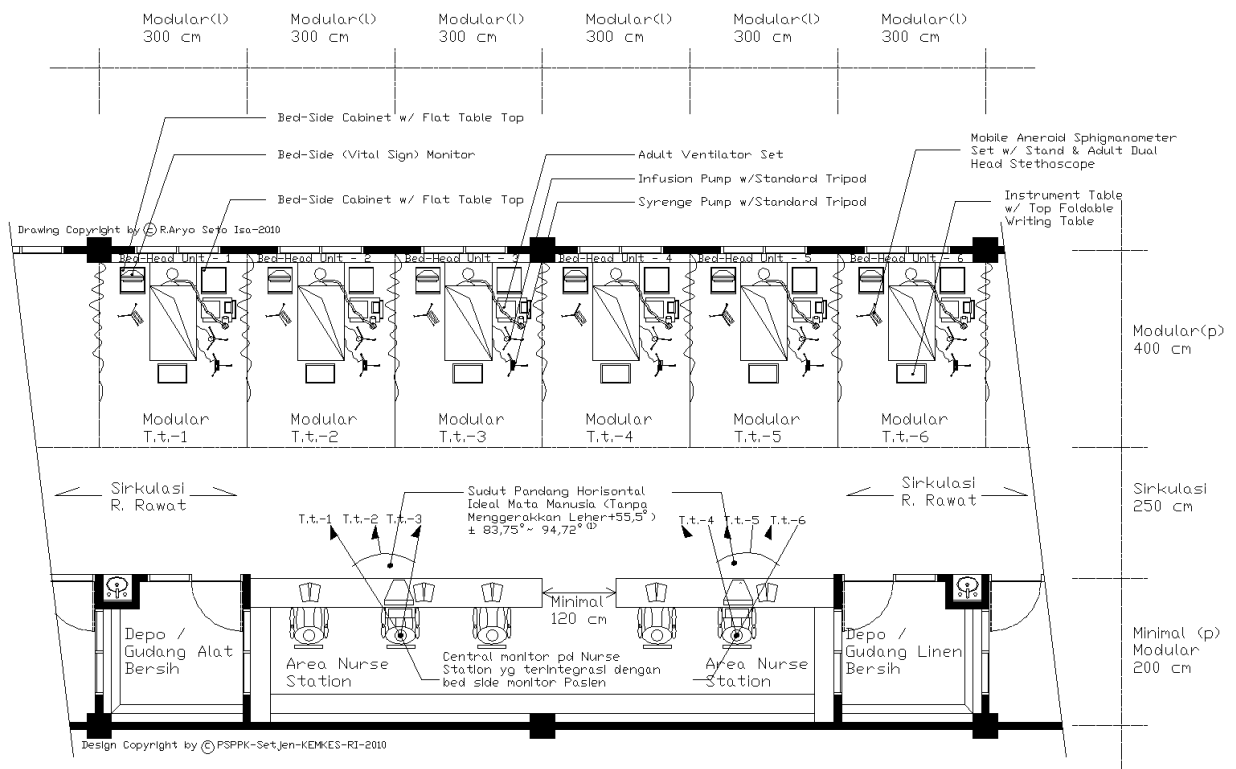 Modular(l)
300 cm
Modular(l)
300 cm
Modular(l)
300 cm
Modular(l)
300 cm
Modular(l)
300 cm
Modular(l)
300 cm
Bed-Side Cabinet w/ Flat Table Top
Bed-Side (Vital Sign) Monitor
Bed-Side Cabinet w/ Flat Table Top
Adult Ventilator Set
Infusion Pump w/Standard Tripod
Syrenge Pump w/Standard Tripod
Mobile Aneroid Sphigmanometer
Set w/ Stand & Adult Dual
Head Stethoscope
Instrument Table
w/ Top Foldable
Writing Table
Drawing Copyright by © R.Aryo Seto Isa-2010
Bed-Head Unit - 1
Bed-Head Unit - 2
Bed-Head Unit - 3
Bed-Head Unit - 4
Bed-Head Unit - 5
Bed-Head Unit - 6
Modular(p)
400 cm
Modular
T.t.-1
Modular
T.t.-2
Modular
T.t.-3
Modular
T.t.-4
Modular
T.t.-5
Modular
T.t.-6
Sirkulasi
R. Rawat
Sudut Pandang Horisontal
Ideal Mata Manusia (Tanpa
Menggerakkan Leher+55,5°)
± 83,75°~ 94,72° (1)
Sirkulasi
R. Rawat
Sirkulasi
250 cm
T.t.-1 T.t.-2 T.t.-3
T.t.-4 T.t.-5 T.t.-6
Minimal
120 cm
Depo /
Gudang Alat
Bersih
Area Nurse
Station
Central monitor pd Nurse
Station yg terintegrasi dengan
bed side monitor Pasien
Area Nurse
Station
Depo /
Gudang Linen
Bersih
Minimal (p)
Modular
200 cm
Design Copyright by © PSPPK-Setjen-KEMKES-RI-2010